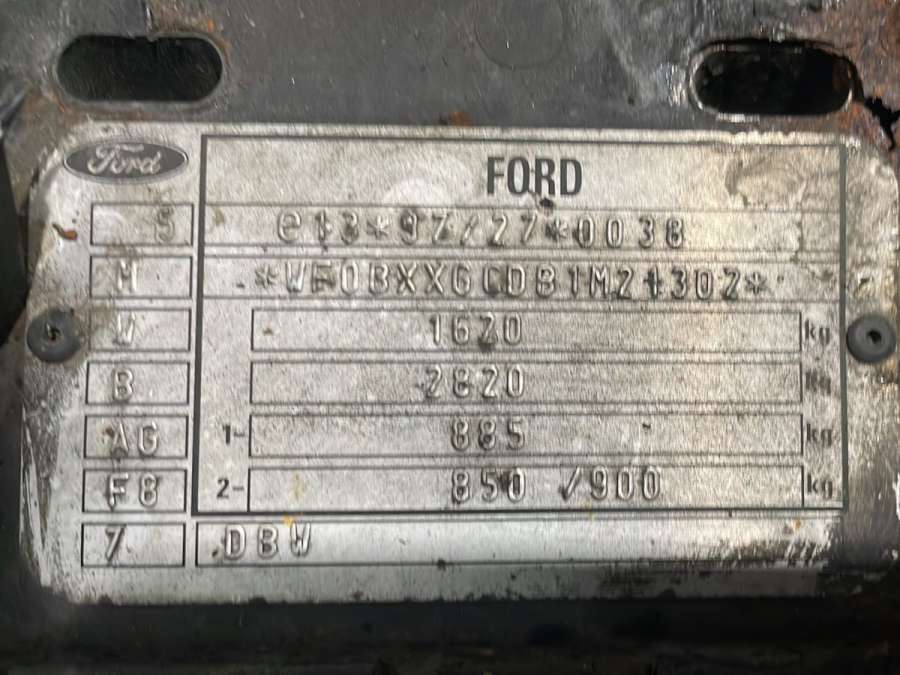 Ford
FORD
S e13*97/27*0038
M *WF0BXXGCDB1M21302*
V 1620 kg
B 2820 kg
AG 1- 885 kg
F8 2- 850 /900 kg
7 DBW